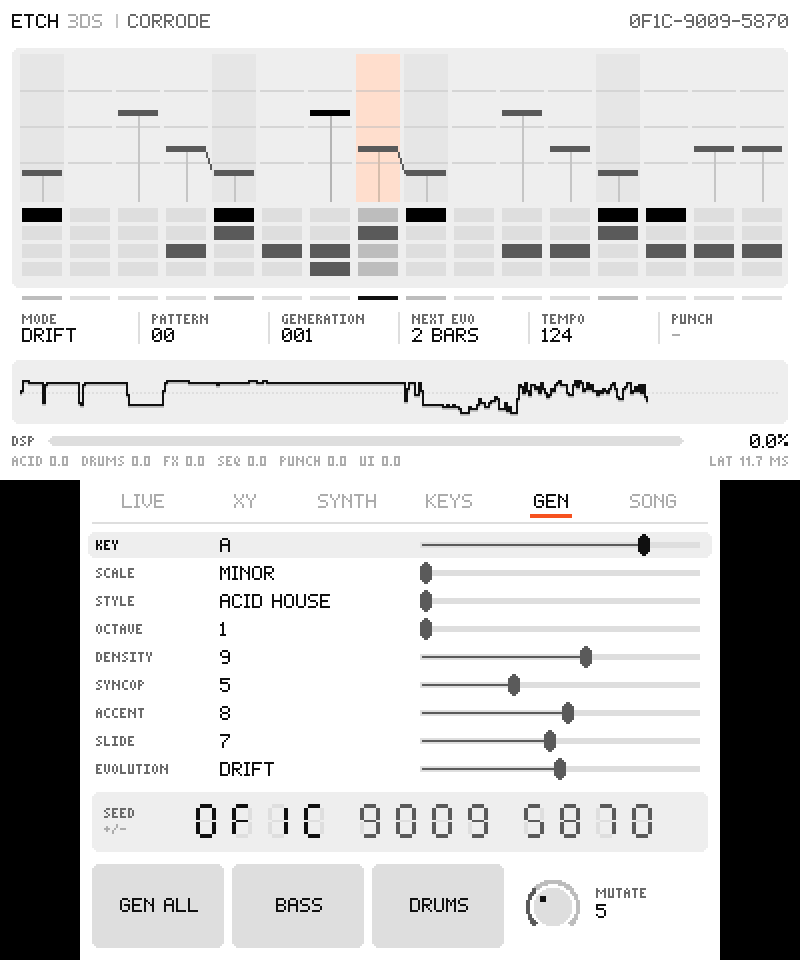 ETCH 3DS | CORRODE 0F1C-9009-5870
MODE PATTERN GENERATION NEXT EVO TEMPO PUNCH
DRIFT 00 001 2 BARS 124 -
DSP 0.0%
ACID 0.0 DRUMS 0.0 FX 0.0 SEQ 0.0 PUNCH 0.0 UI 0.0 LAT 11.7 MS
LIVE XY SYNTH KEYS GEN SONG
KEY A
SCALE MINOR
STYLE ACID HOUSE
OCTAVE 1
DENSITY 9
SYNCOP 5
ACCENT 8
SLIDE 7
EVOLUTION DRIFT
SEED 0F1C 9009 5870
+/-
GEN ALL BASS DRUMS MUTATE
5